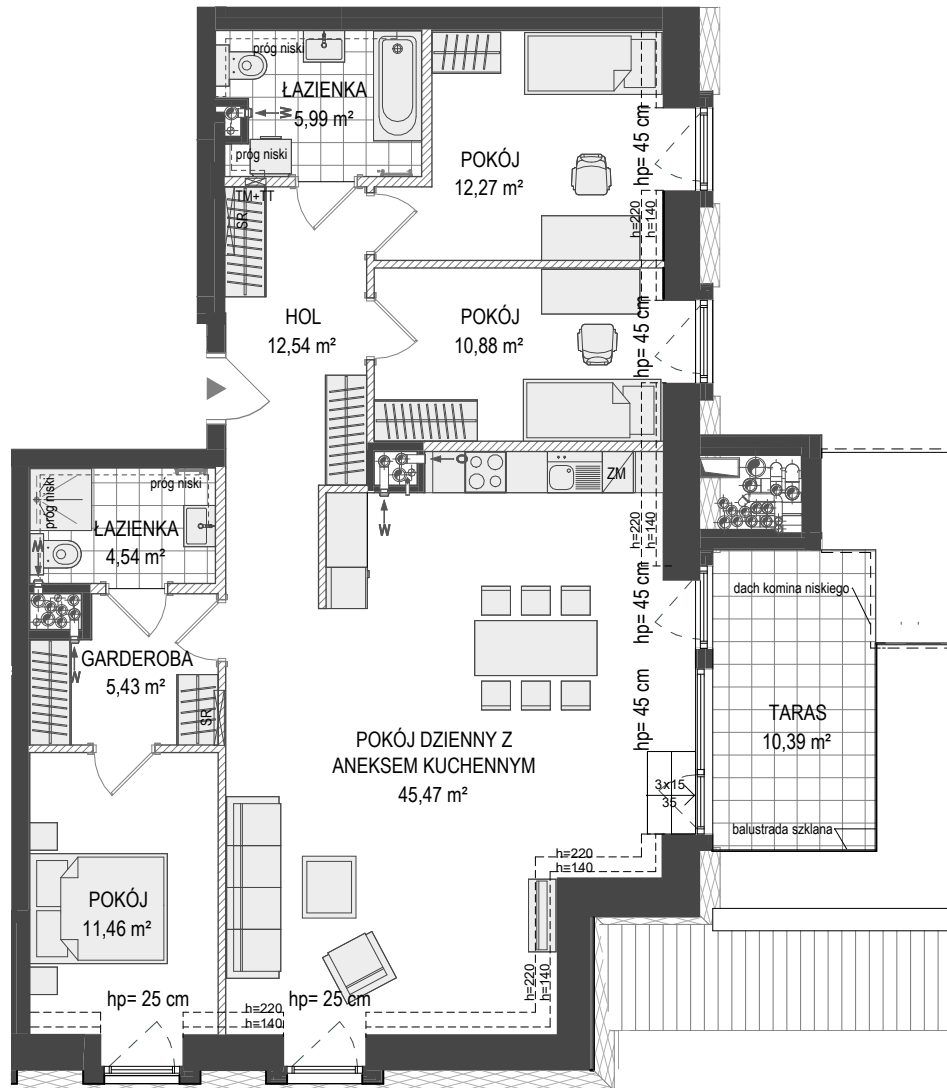 próg niski
ŁAZIENKA
5,99 m²
W
próg niski
TM+TT
SR
POKÓJ
12,27 m²
hp= 45 cm
h=220
h=140
HOL
12,54 m²
POKÓJ
10,88 m²
hp= 45 cm
ZM
W
h=220
h=140
próg niski
próg niski
ŁAZIENKA
4,54 m²
W
hp= 45 cm
dach komina niskiego
GARDEROBA
5,43 m²
W
SR
hp= 45 cm
TARAS
10,39 m²
POKÓJ DZIENNY Z
ANEKSEM KUCHENNYM
45,47 m²
3x15
35
balustrada szklana
h=220
h=140
POKÓJ
11,46 m²
h=220
h=140
hp= 25 cm
hp= 25 cm
h=220
h=140